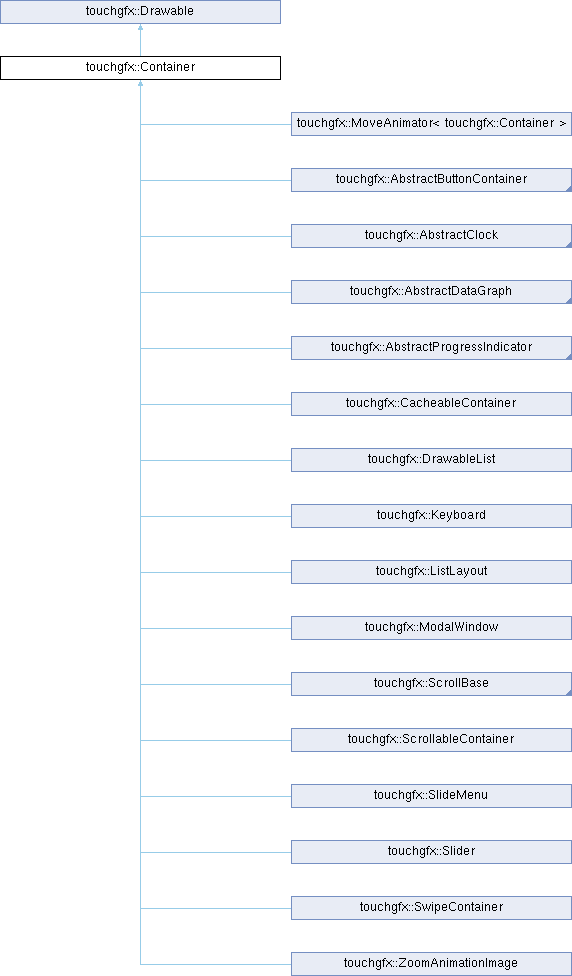 touchgfx::Drawable
touchgfx::Container
touchgfx::MoveAnimator< touchgfx::Container >
touchgfx::AbstractButtonContainer
touchgfx::AbstractClock
touchgfx::AbstractDataGraph
touchgfx::AbstractProgressIndicator
touchgfx::CacheableContainer
touchgfx::DrawableList
touchgfx::Keyboard
touchgfx::ListLayout
touchgfx::ModalWindow
touchgfx::ScrollBase
touchgfx::ScrollableContainer
touchgfx::SlideMenu
touchgfx::Slider
touchgfx::SwipeContainer
touchgfx::ZoomAnimationImage